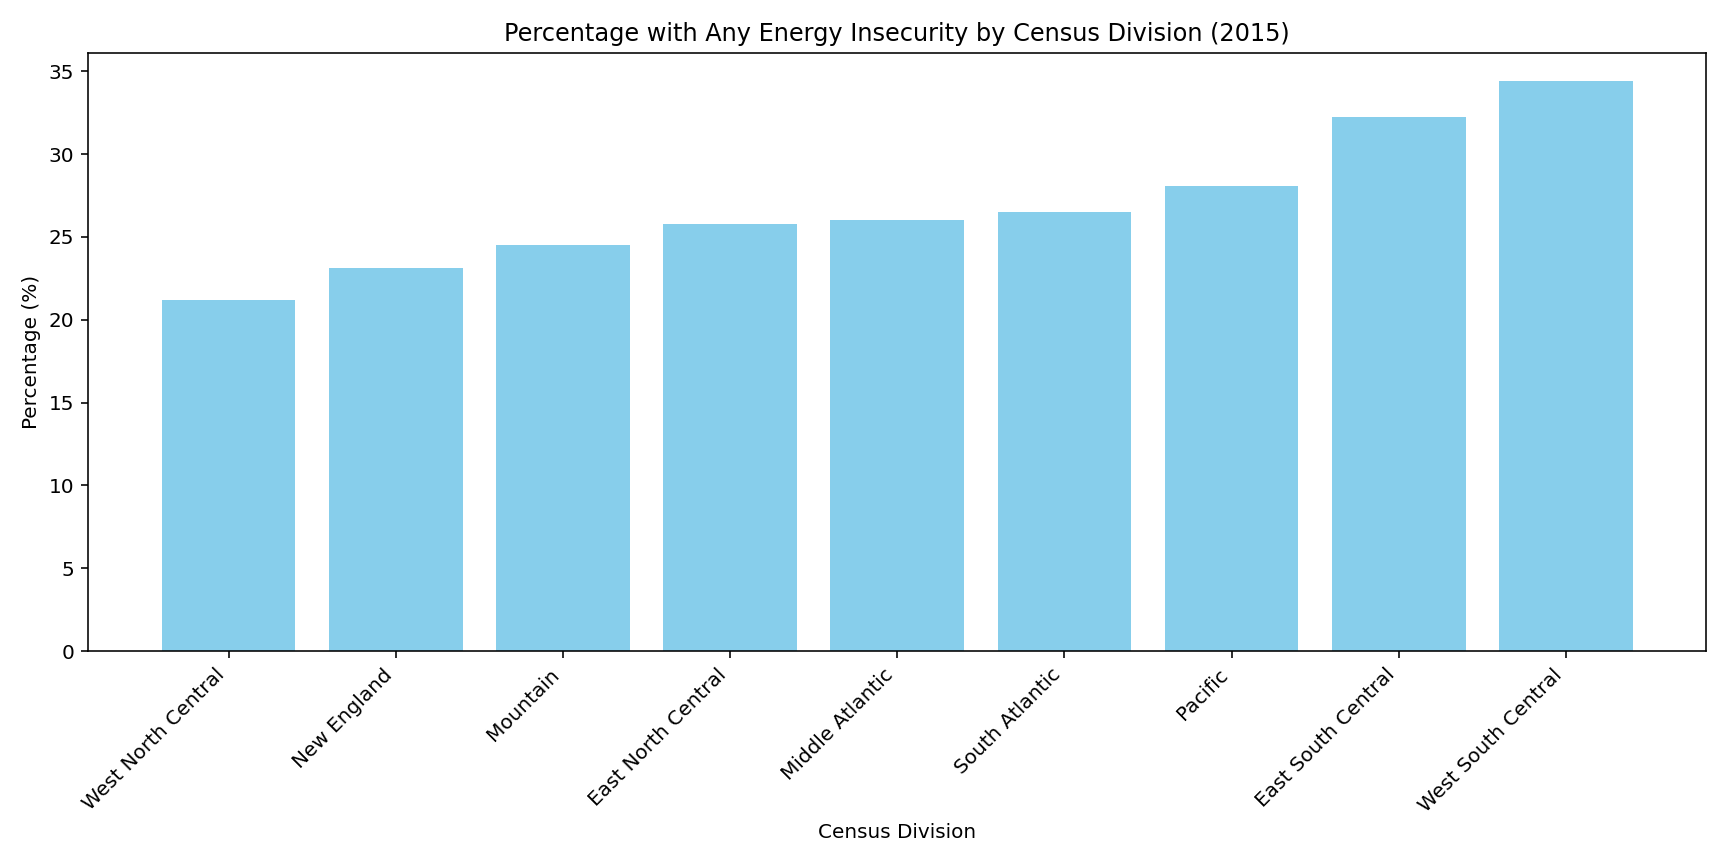 Percentage with Any Energy Insecurity by Census Division (2015)
Percentage (%)
35
30
25
20
15
10
5
0
West North Central
New England
Mountain
East North Central
Middle Atlantic
South Atlantic
Pacific
East South Central
West South Central
Census Division